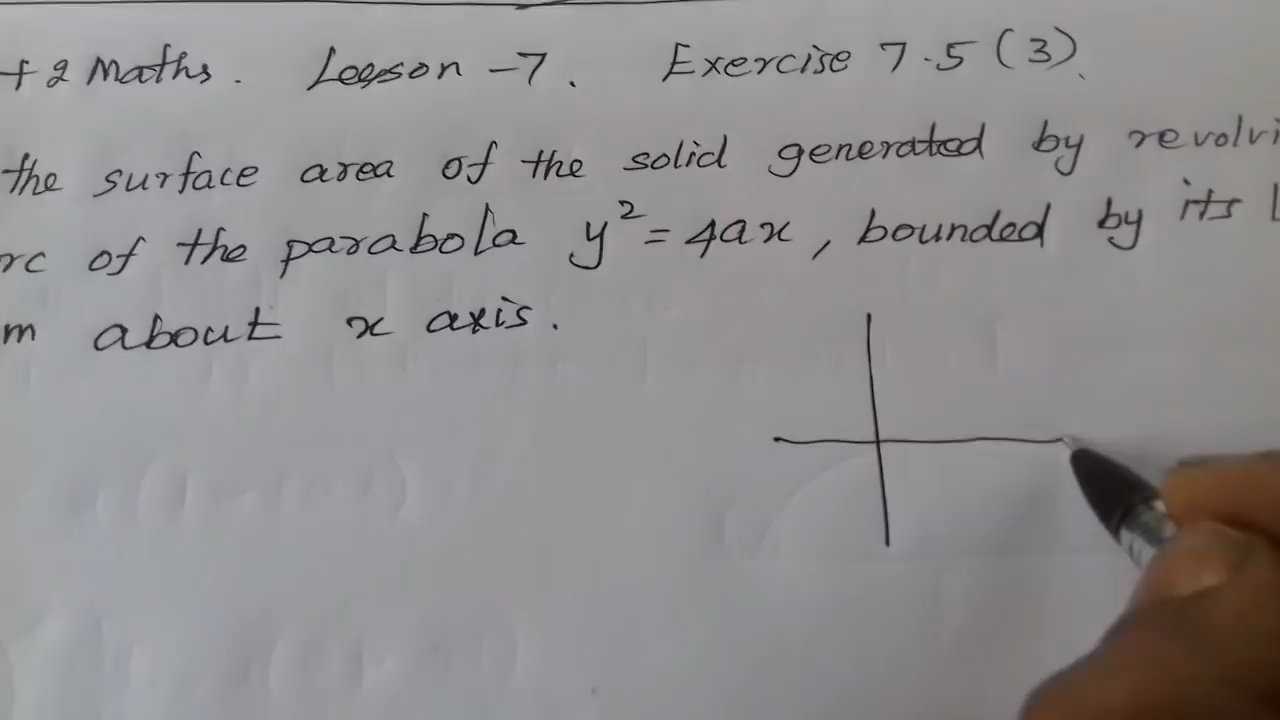 +2 Maths. Lesson -7. Exercise 7.5 (3).
the surface area of the solid generated by revolvi
rc of the parabola y² = 4ax, bounded by its l
m about x axis.